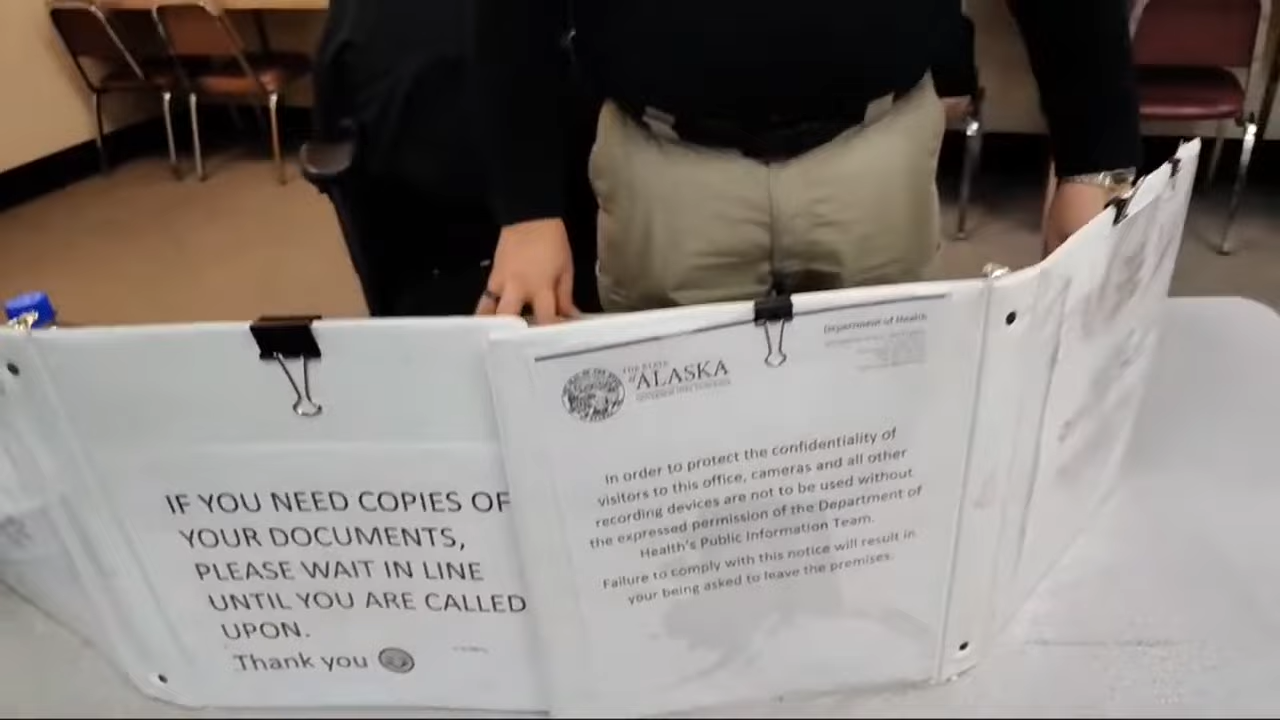 IF YOU NEED COPIES OF
YOUR DOCUMENTS,
PLEASE WAIT IN LINE
UNTIL YOU ARE CALLED
UPON.
Thank you
THE STATE
of ALASKA
Department of Health
In order to protect the confidentiality of
visitors to this office, cameras and all other
recording devices are not to be used without
the expressed permission of the Department of
Health's Public Information Team.
Failure to comply with this notice will result in
your being asked to leave the premises.